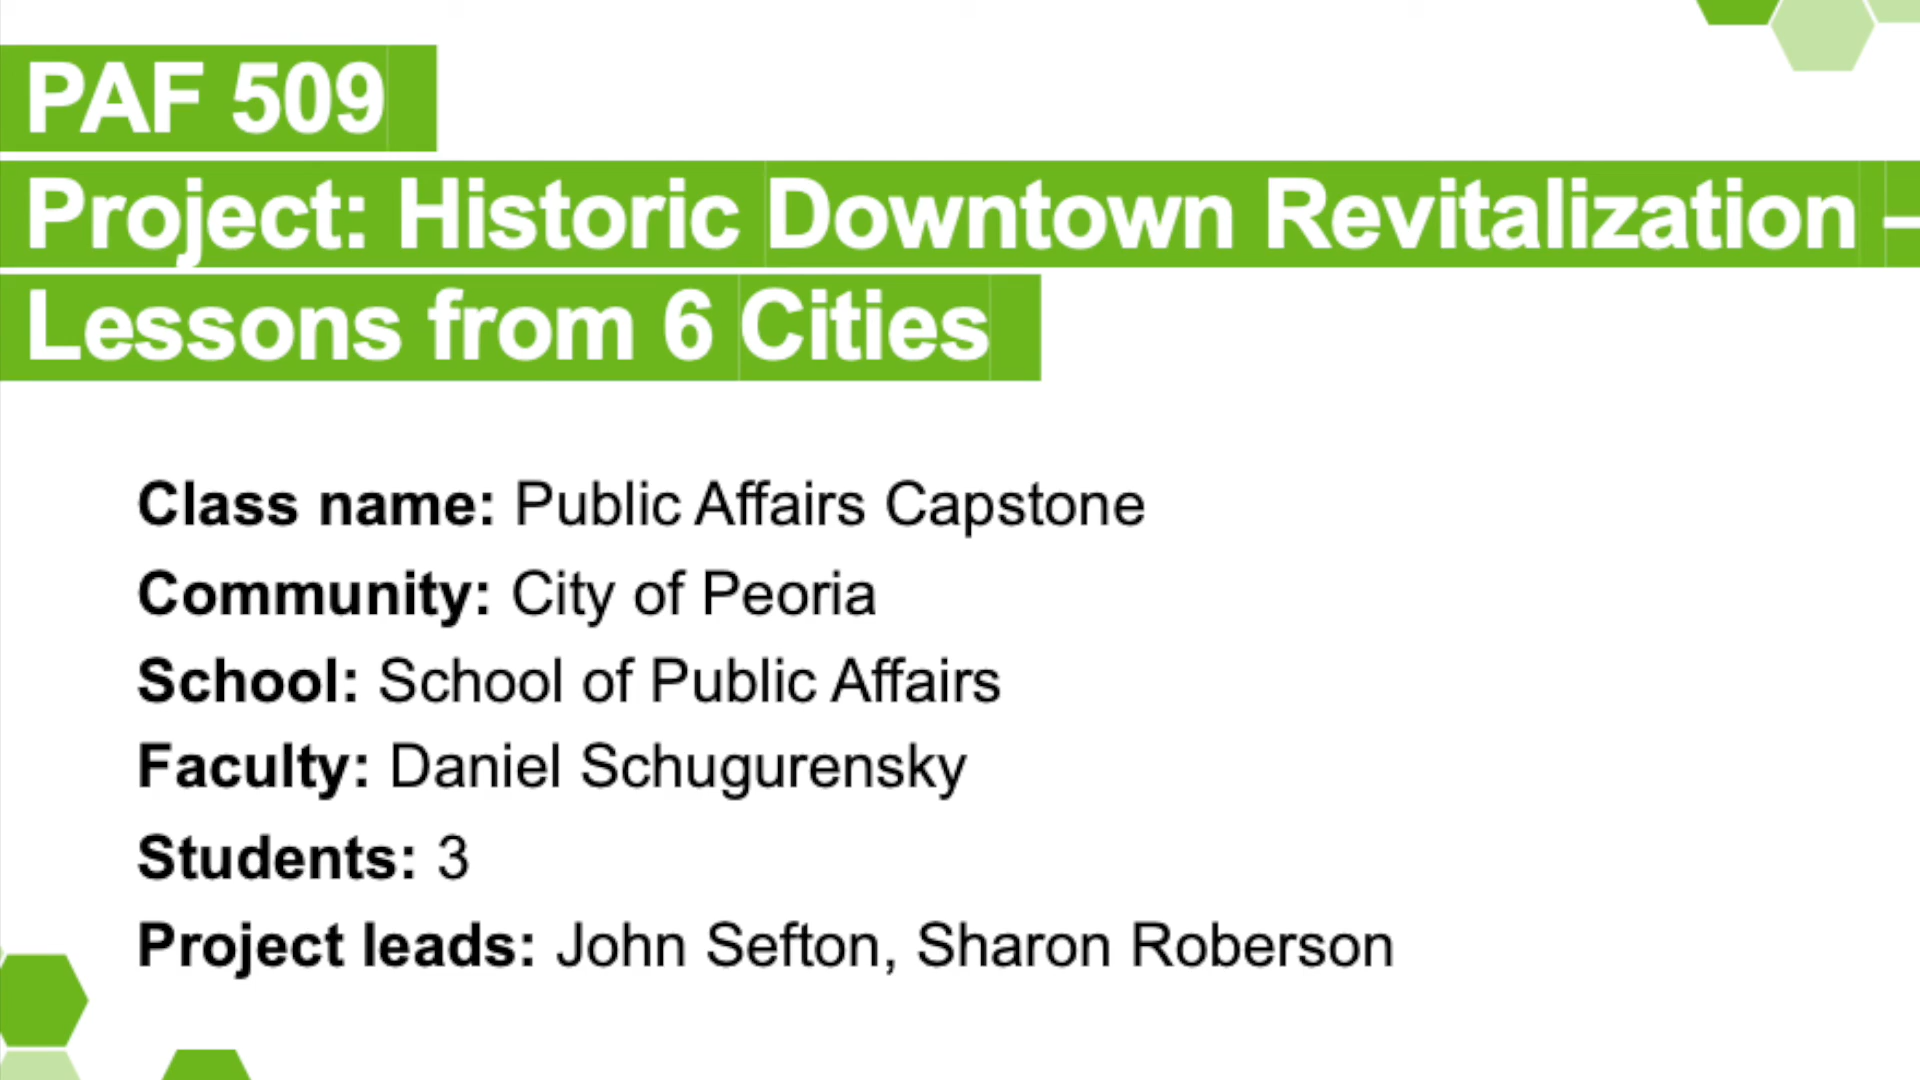 PAF 509
Project: Historic Downtown Revitalization –
Lessons from 6 Cities
Class name: Public Affairs Capstone
Community: City of Peoria
School: School of Public Affairs
Faculty: Daniel Schugurensky
Students: 3
Project leads: John Sefton, Sharon Roberson